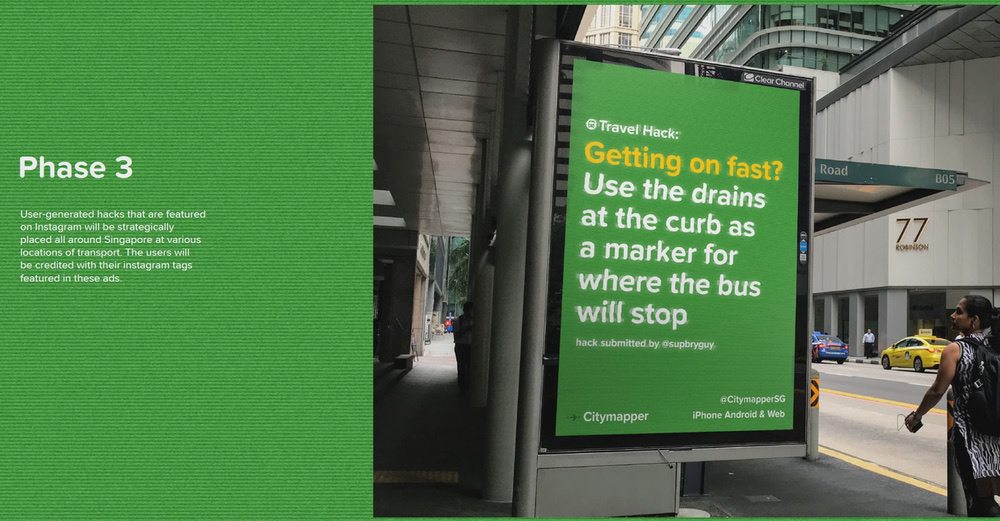 Phase 3
User-generated hacks that are featured
on Instagram will be strategically
placed all around Singapore at various
locations of transport. The users will
be credited with their instagram tags
featured in these ads.
Clear Channel
Travel Hack:
Getting on fast?
Use the drains
at the curb as
a marker for
where the bus
will stop
hack submitted by @supbryguy
@CitymapperSG
Citymapper
iPhone Android & Web
Road
B05
77
ROBINSON